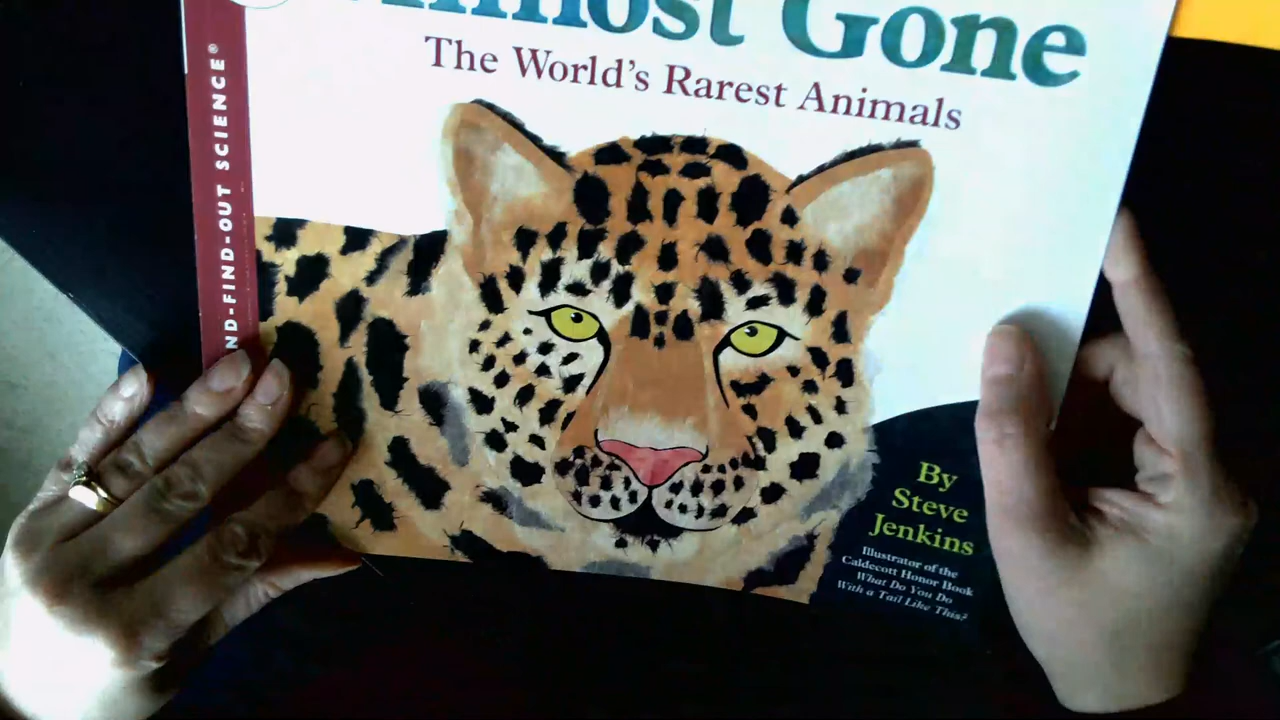 Almost Gone
The World's Rarest Animals
ND-FIND-OUT SCIENCE®
By
Steve
Jenkins
Illustrator of the
Caldecott Honor Book
What Do You Do
With a Tail Like This?